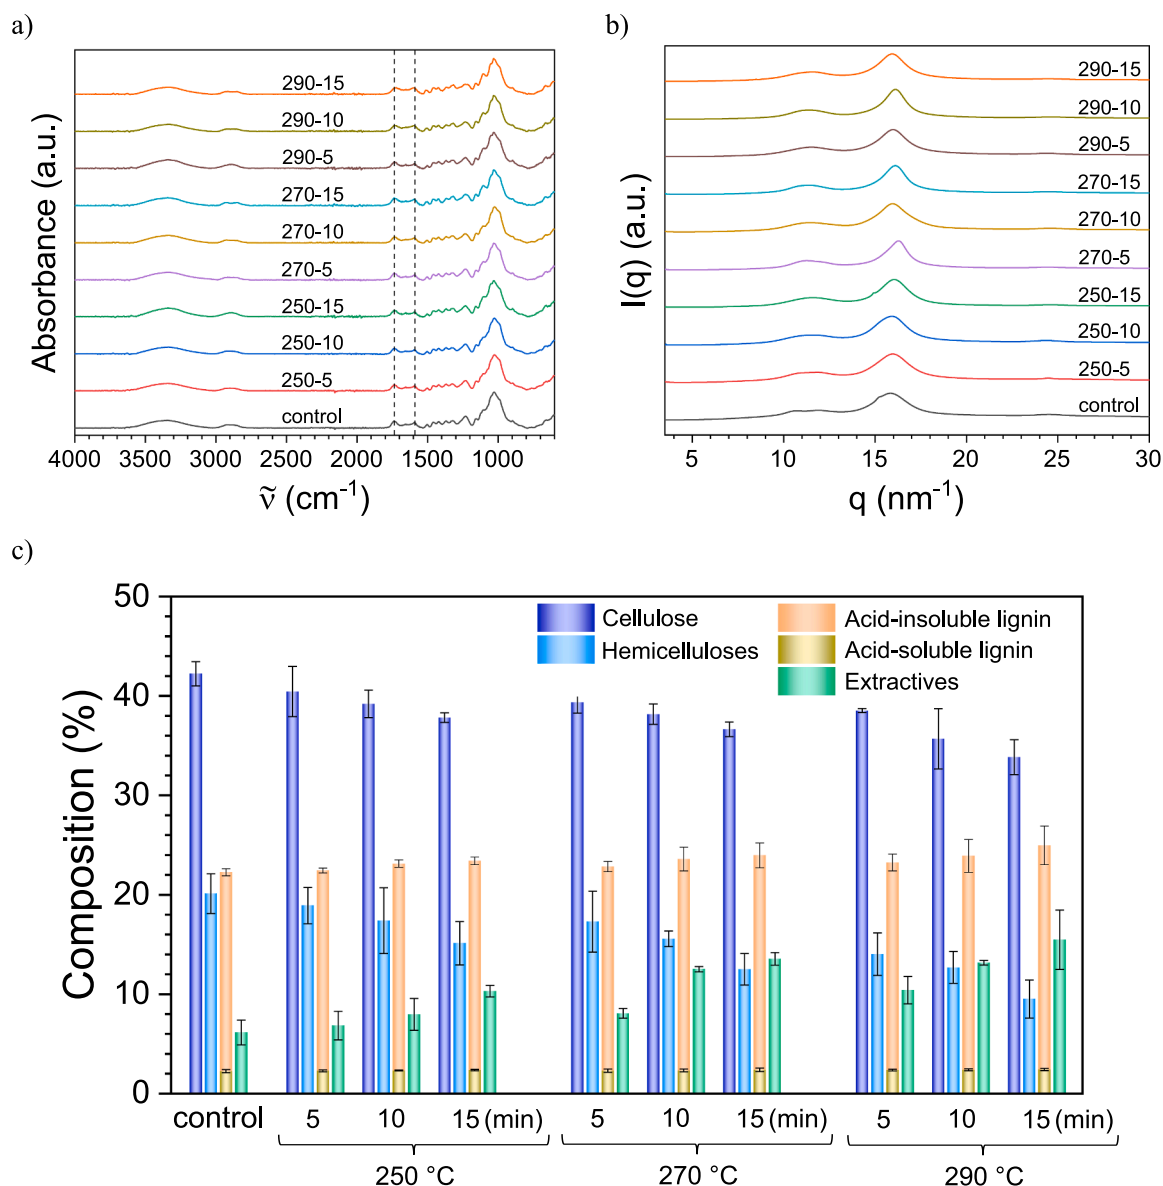 a)
Absorbance (a.u.)
290-15
290-10
290-5
270-15
270-10
270-5
250-15
250-10
250-5
control
4000 3500 3000 2500 2000 1500 1000
ṽ (cm⁻¹)
b)
I(q) (a.u.)
290-15
290-10
290-5
270-15
270-10
270-5
250-15
250-10
250-5
control
5 10 15 20 25 30
q (nm⁻¹)
c)
Composition (%)
50
40
30
20
10
0
Cellulose
Hemicelluloses
Acid-insoluble lignin
Acid-soluble lignin
Extractives
control 5 10 15 (min) 5 10 15 (min) 5 10 15 (min)
250 °C 270 °C 290 °C